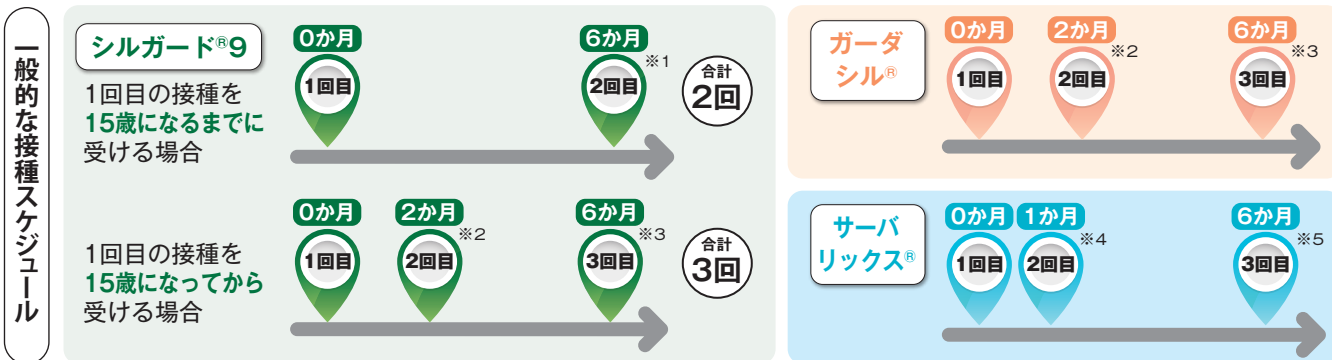 一般的な接種スケジュール
シルガード®9
1回目の接種を
15歳になるまでに
受ける場合
0か月
6か月
1回目
2回目
※1
合計
2回
1回目の接種を
15歳になってから
受ける場合
0か月
2か月
6か月
1回目
2回目
※2
3回目
※3
合計
3回
ガーダ
シル®
0か月
2か月
6か月
1回目
2回目
※2
3回目
※3
サーバ
リックス®
0か月
1か月
6か月
1回目
2回目
※4
3回目
※5